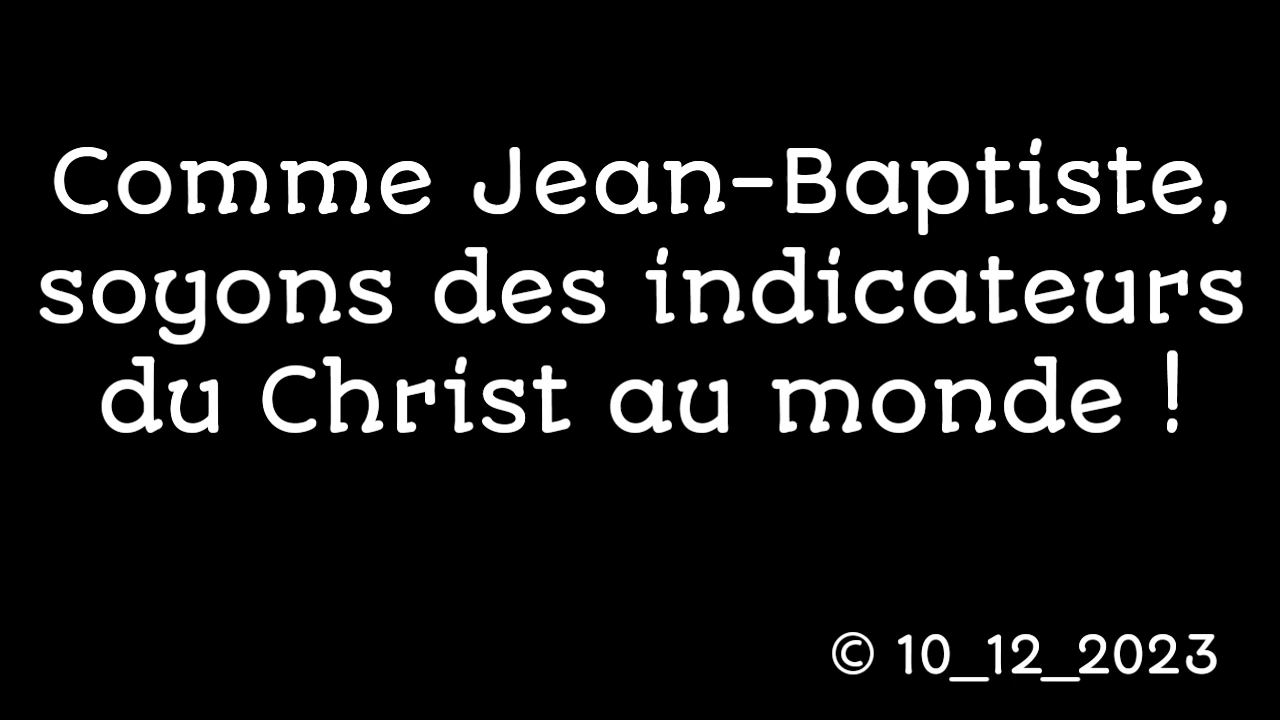 Comme Jean-Baptiste,
soyons des indicateurs
du Christ au monde !
© 10_12_2023